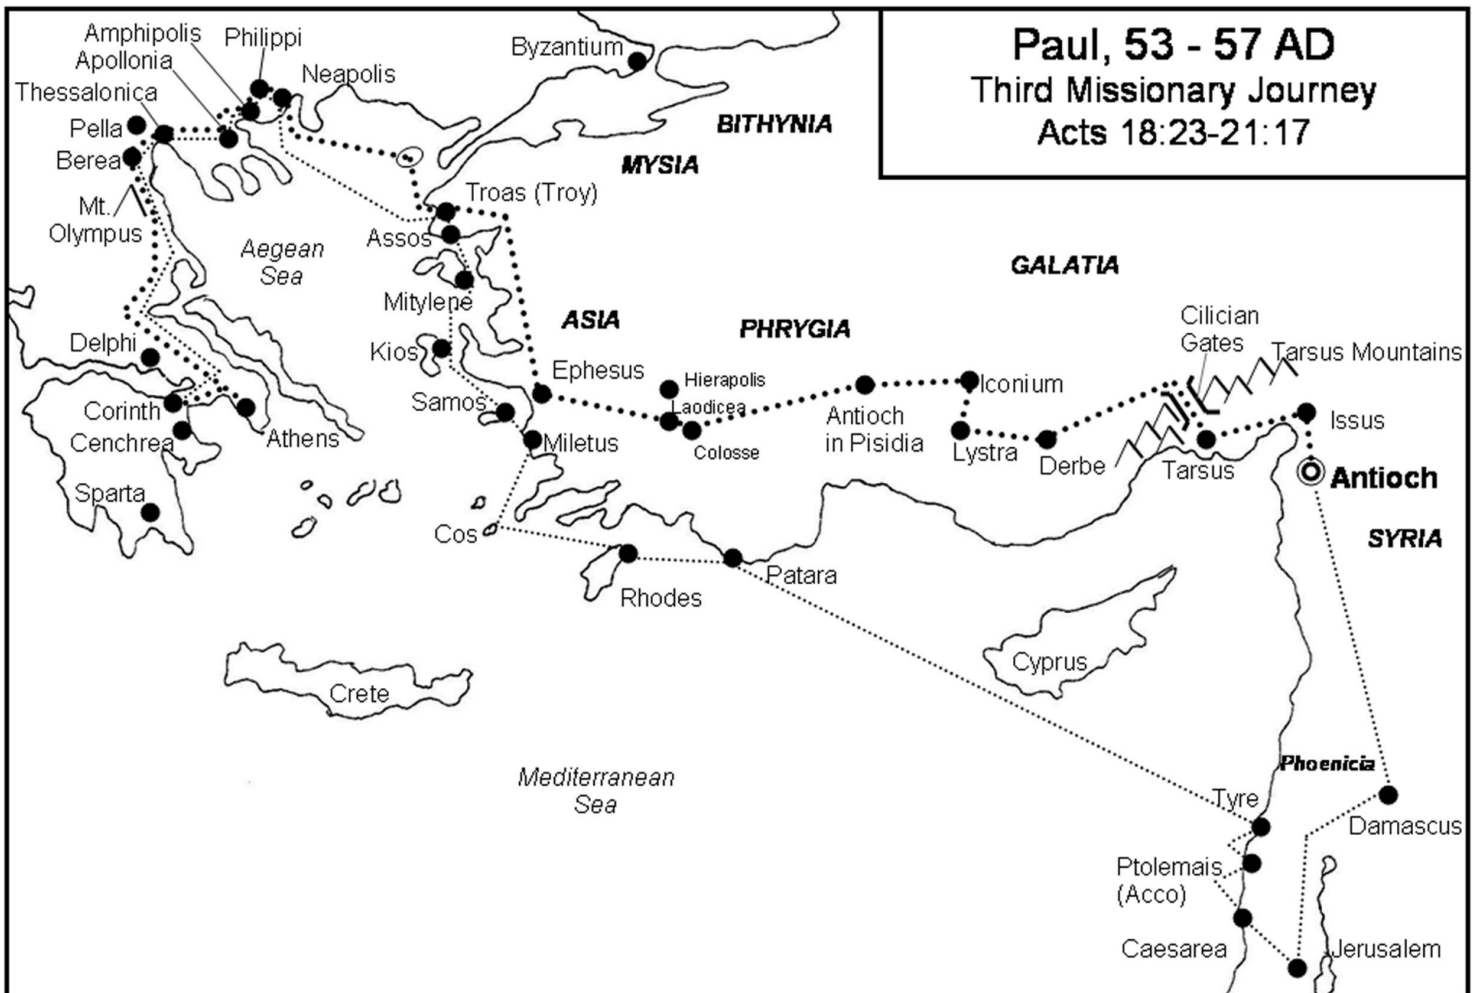 Paul, 53 - 57 AD
Third Missionary Journey
Acts 18:23-21:17
Amphipolis
Philippi
Apollonia
Neapolis
Thessalonica
Byzantium
Pella
Berea
BITHYNIA
MYSIA
Mt.
Olympus
Troas (Troy)
Assos
Aegean
Sea
GALATIA
Mitylene
ASIA
PHRYGIA
Cilician
Gates
Tarsus Mountains
Delphi
Kios
Ephesus
Hierapolis
Iconium
Laodicea
Samos
Corinth
Cenchrea
Athens
Miletus
Colosse
Antioch
in Pisidia
Lystra
Derbe
Tarsus
Issus
Antioch
Sparta
Cos
SYRIA
Patara
Rhodes
Cyprus
Crete
Mediterranean
Sea
Phoenicia
Tyre
Damascus
Ptolemais
(Acco)
Caesarea
Jerusalem